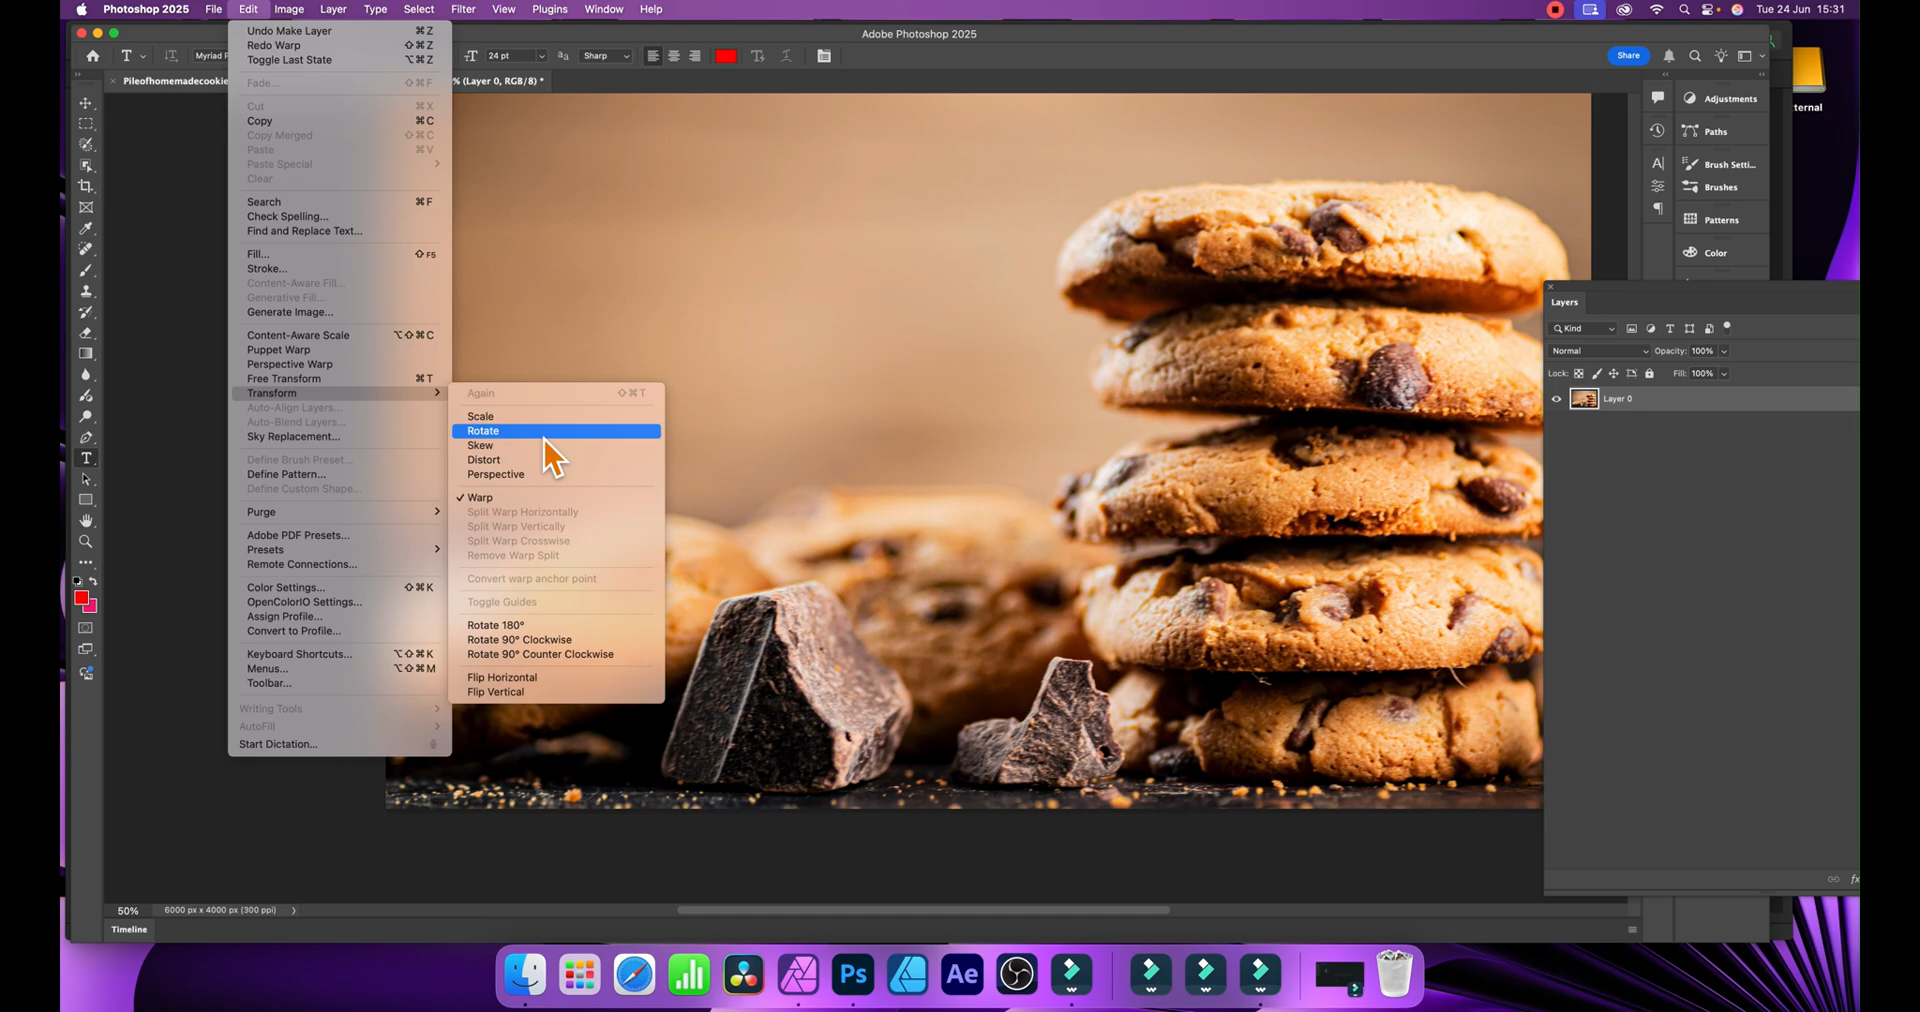 Photoshop 2025 File Edit Image Layer Type Select Filter View Plugins Window Help Tue 24 Jun 15:31
Adobe Photoshop 2025
Myriad P 24 pt aa Sharp Share
Pileofhomemadecookie % (Layer 0, RGB/8) *
Undo Make Layer ⌘Z
Redo Warp ⇧⌘Z
Toggle Last State ⌥⌘Z
Fade... ⇧⌘F
Cut ⌘X
Copy ⌘C
Copy Merged ⇧⌘C
Paste ⌘V
Paste Special
Clear
Search ⌘F
Check Spelling...
Find and Replace Text...
Fill... ⇧F5
Stroke...
Content-Aware Fill...
Generative Fill...
Generate Image...
Content-Aware Scale ⌥⇧⌘C
Puppet Warp
Perspective Warp
Free Transform ⌘T
Transform
Auto-Align Layers...
Auto-Blend Layers...
Sky Replacement...
Define Brush Preset...
Define Pattern...
Define Custom Shape...
Purge
Adobe PDF Presets...
Presets
Remote Connections...
Color Settings... ⇧⌘K
OpenColorIO Settings...
Assign Profile...
Convert to Profile...
Keyboard Shortcuts... ⌥⇧⌘K
Menus... ⌥⇧⌘M
Toolbar...
Writing Tools
AutoFill
Start Dictation...
Again ⇧⌘T
Scale
Rotate
Skew
Distort
Perspective
✓ Warp
Split Warp Horizontally
Split Warp Vertically
Split Warp Crosswise
Remove Warp Split
Convert warp anchor point
Toggle Guides
Rotate 180°
Rotate 90° Clockwise
Rotate 90° Counter Clockwise
Flip Horizontal
Flip Vertical
Adjustments
Paths
Brush Setti...
Brushes
Patterns
Color
ternal
Layers
Kind
Normal Opacity: 100%
Lock: Fill: 100%
Layer 0
fx
50% 6000 px x 4000 px (300 ppi)
Timeline
Ps Ae